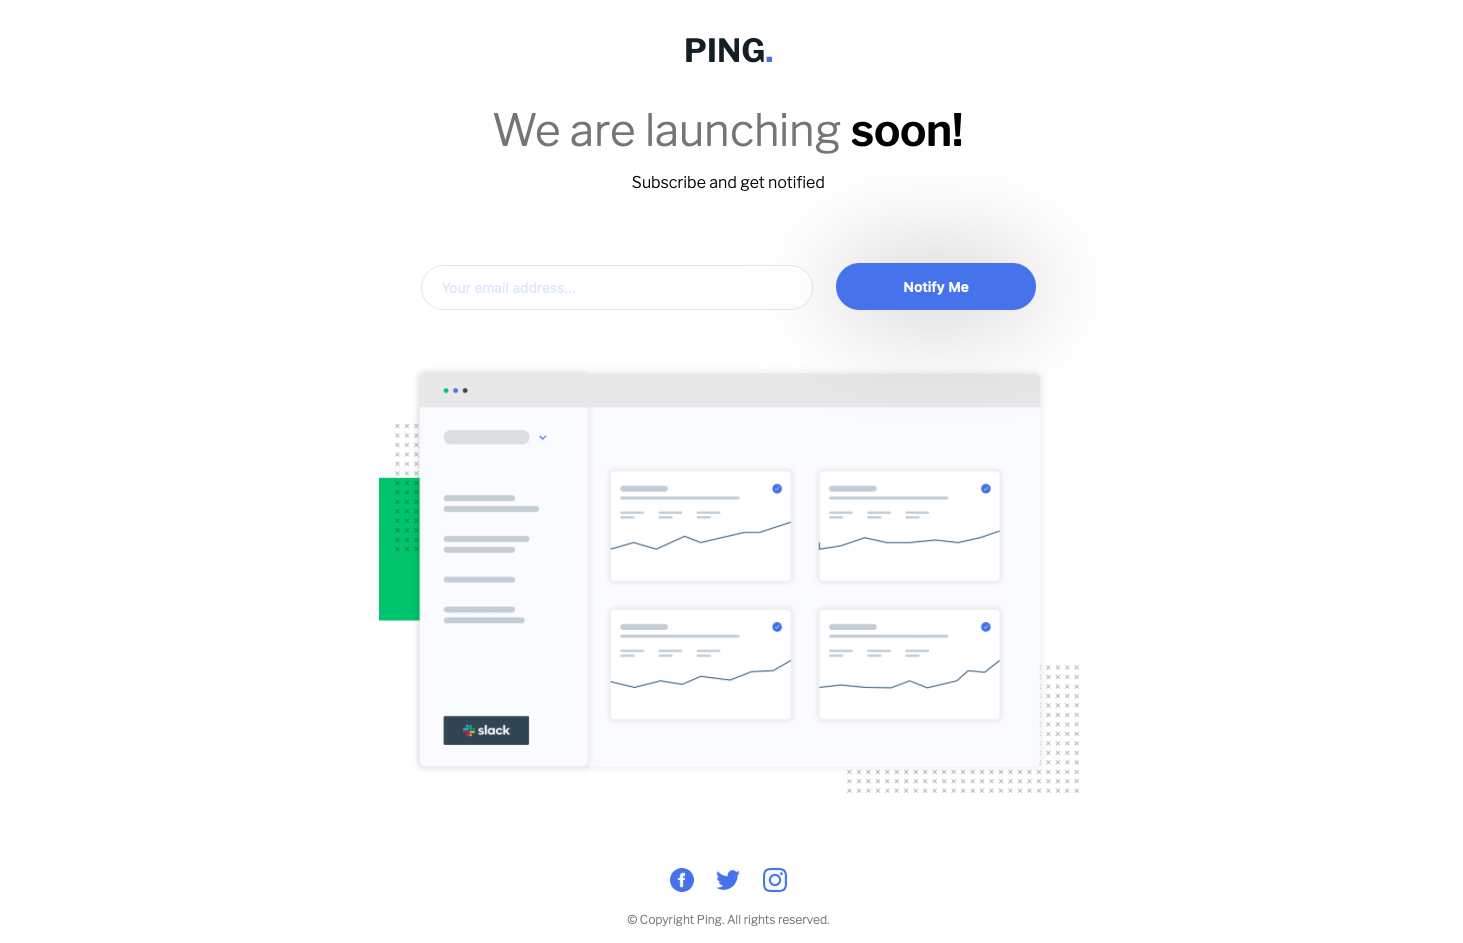 PING.
We are launching soon!
Subscribe and get notified
Your email address...
Notify Me
slack
© Copyright Ping. All rights reserved.